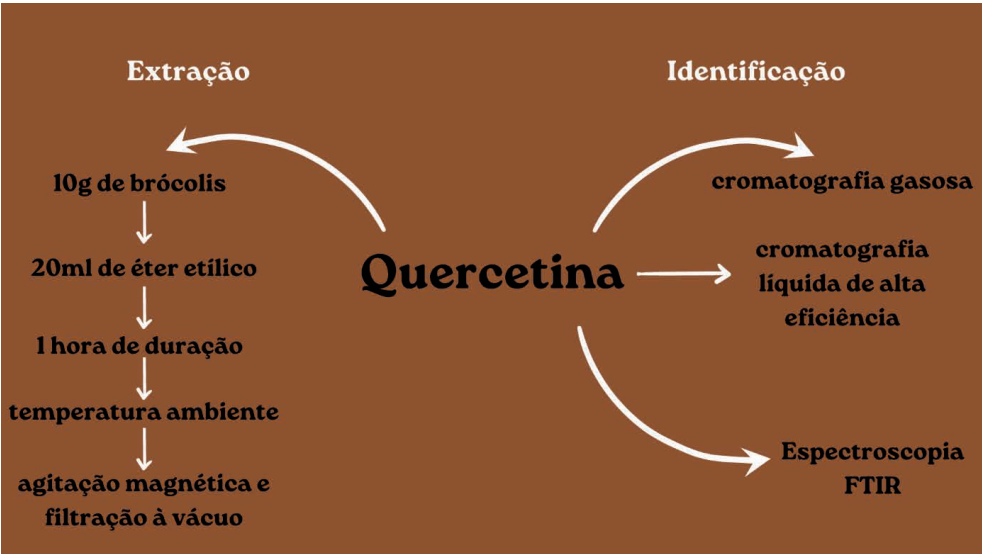 Extração
10g de brócolis
20ml de éter etílico
1 hora de duração
temperatura ambiente
agitação magnética e
filtração à vácuo
Quercetina
Identificação
cromatografia gasosa
cromatografia
líquida de alta
eficiência
Espectroscopia
FTIR